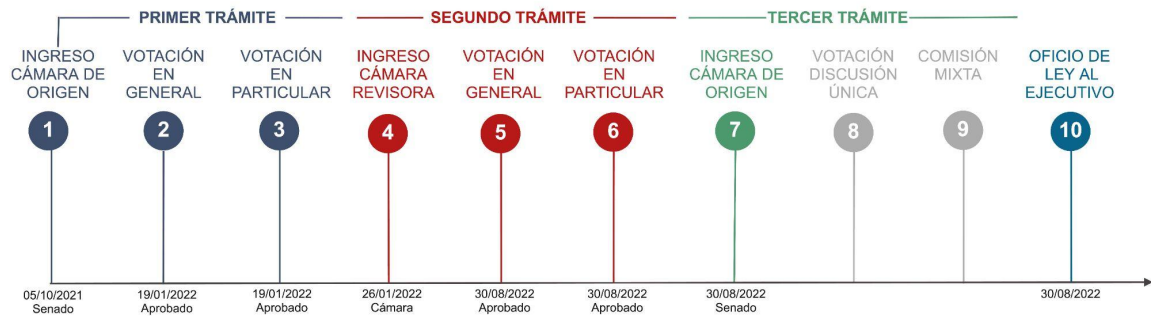 PRIMER TRÁMITE
SEGUNDO TRÁMITE
TERCER TRÁMITE
INGRESO
CÁMARA DE
ORIGEN
VOTACIÓN
EN
GENERAL
VOTACIÓN
EN
PARTICULAR
INGRESO
CÁMARA
REVISORA
VOTACIÓN
EN
GENERAL
VOTACIÓN
EN
PARTICULAR
INGRESO
CÁMARA DE
ORIGEN
VOTACIÓN
DISCUSIÓN
ÚNICA
COMISIÓN
MIXTA
OFICIO DE
LEY AL
EJECUTIVO
1
2
3
4
5
6
7
8
9
10
05/10/2021
Senado
19/01/2022
Aprobado
19/01/2022
Aprobado
26/01/2022
Cámara
30/08/2022
Aprobado
30/08/2022
Aprobado
30/08/2022
Senado
30/08/2022